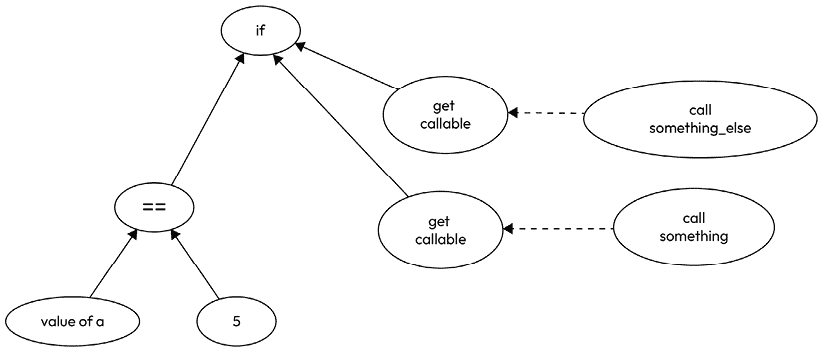 if
get
callable
call
something_else
==
get
callable
call
something
value of a
5